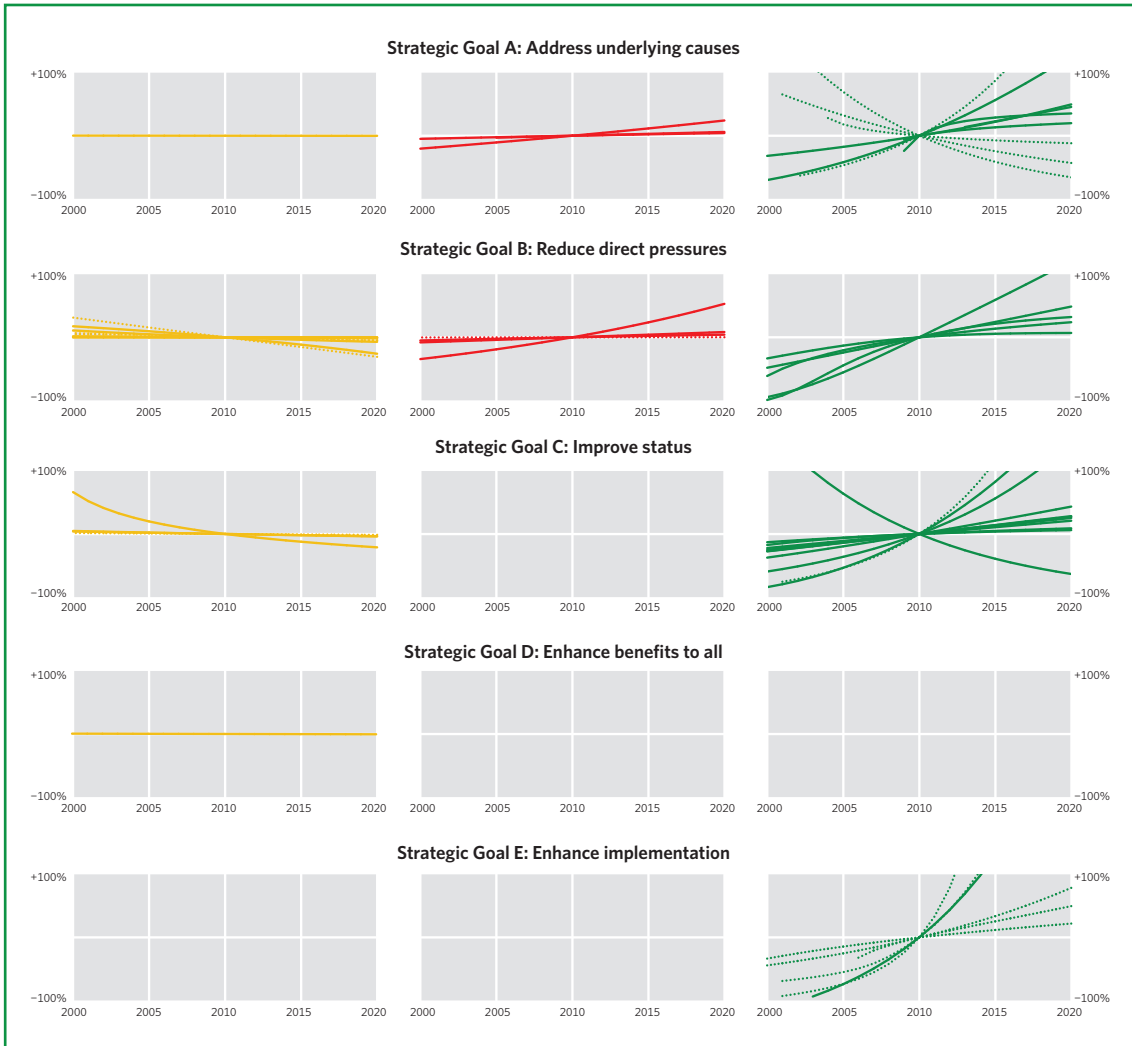 Strategic Goal A: Address underlying causes
+100% +100%
−100% −100%
2000 2005 2010 2015 2020 2000 2005 2010 2015 2020 2000 2005 2010 2015 2020
Strategic Goal B: Reduce direct pressures
+100% +100%
−100% −100%
2000 2005 2010 2015 2020 2000 2005 2010 2015 2020 2000 2005 2010 2015 2020
Strategic Goal C: Improve status
+100% +100%
−100% −100%
2000 2005 2010 2015 2020 2000 2005 2010 2015 2020 2000 2005 2010 2015 2020
Strategic Goal D: Enhance benefits to all
+100% +100%
−100% −100%
2000 2005 2010 2015 2020 2000 2005 2010 2015 2020 2000 2005 2010 2015 2020
Strategic Goal E: Enhance implementation
+100% +100%
−100% −100%
2000 2005 2010 2015 2020 2000 2005 2010 2015 2020 2000 2005 2010 2015 2020